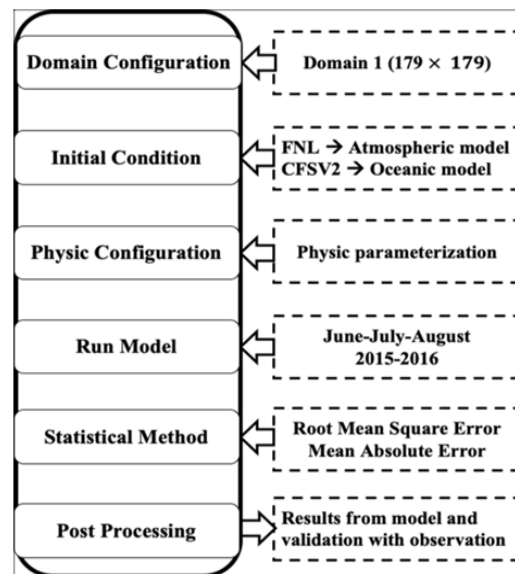 Domain Configuration
Domain 1 (179 × 179)
Initial Condition
FNL → Atmospheric model
CFSV2 → Oceanic model
Physic Configuration
Physic parameterization
Run Model
June-July-August
2015-2016
Statistical Method
Root Mean Square Error
Mean Absolute Error
Post Processing
Results from model and
validation with observation